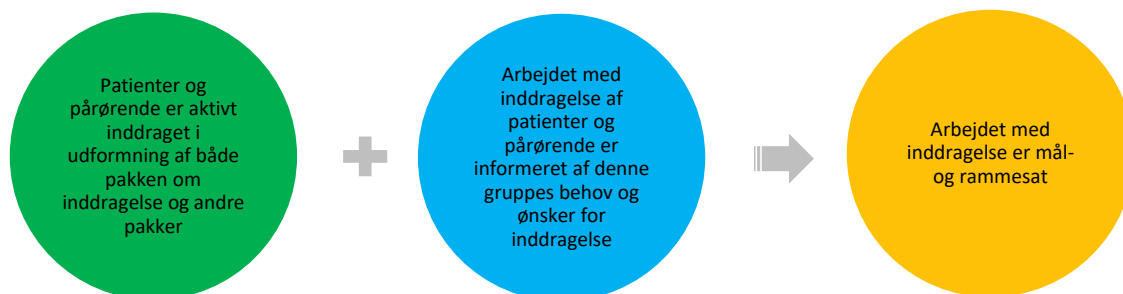 Patienter og
pårørende er aktivt
inddraget i
udformning af både
pakken om
inddragelse og andre
pakker
Arbejdet med
inddragelse af
patienter og
pårørende er
informeret af denne
gruppes behov og
ønsker for
inddragelse
Arbejdet med
inddragelse er mål-
og rammesat